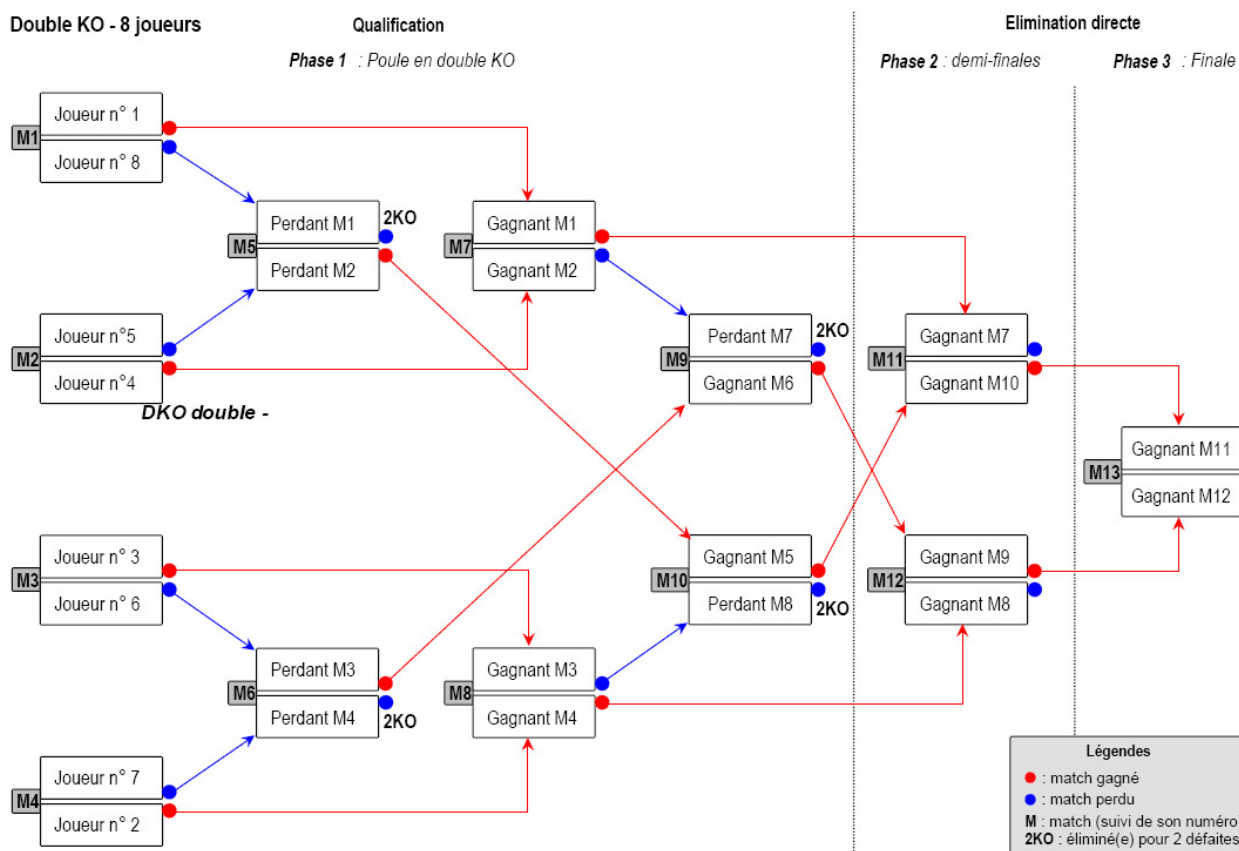 Double KO - 8 joueurs
Qualification
Elimination directe
Phase 1 : Poule en double KO
Phase 2 : demi-finales
Phase 3 : Finale
M1
Joueur n° 1
Joueur n° 8
M5
Perdant M1
Perdant M2
2KO
M7
Gagnant M1
Gagnant M2
M2
Joueur n°5
Joueur n°4
DKO double -
M9
Perdant M7
Gagnant M6
2KO
M11
Gagnant M7
Gagnant M10
M13
Gagnant M11
Gagnant M12
M3
Joueur n° 3
Joueur n° 6
M10
Gagnant M5
Perdant M8
2KO
M12
Gagnant M9
Gagnant M8
M6
Perdant M3
Perdant M4
2KO
M8
Gagnant M3
Gagnant M4
M4
Joueur n° 7
Joueur n° 2
Légendes
: match gagné
: match perdu
M : match (suivi de son numéro)
2KO : éliminé(e) pour 2 défaites